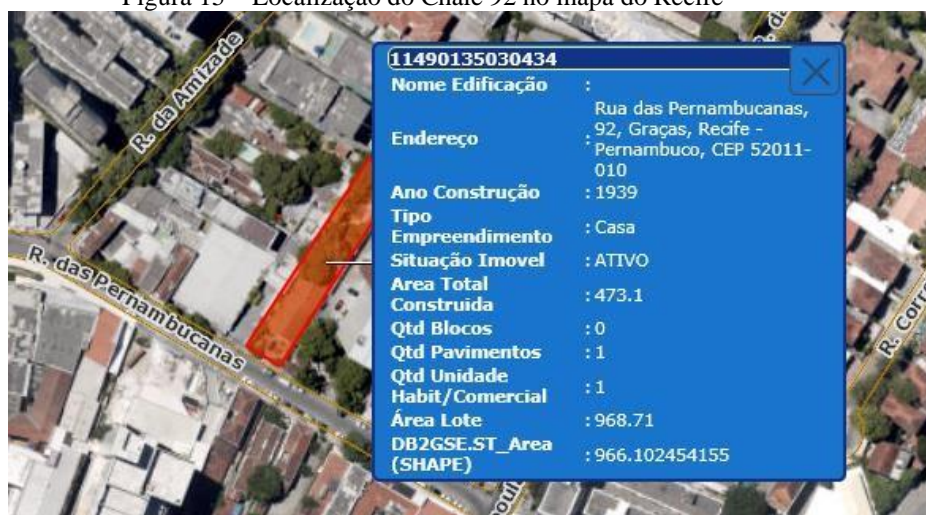 Figura 13 – Localização do Chalé 92 no mapa do Recife
R. da Amizade
R. das Pernambucanas
11490135030434
Nome Edificação :
Endereço : Rua das Pernambucanas,
92, Graças, Recife -
Pernambuco, CEP 52011-
010
Ano Construção : 1939
Tipo
Empreendimento : Casa
Situação Imovel : ATIVO
Area Total
Construida : 473.1
Qtd Blocos : 0
Qtd Pavimentos : 1
Qtd Unidade
Habit/Comercial : 1
Área Lote : 968.71
DB2GSE.ST_Area
(SHAPE) : 966.102454155
R. Corr